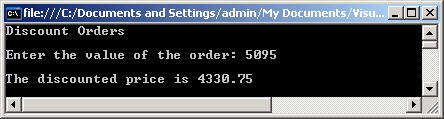 file:///C:/Documents and Settings/admin/My Documents/Visu...
Discount Orders
Enter the value of the order: 5095
The discounted price is 4330.75